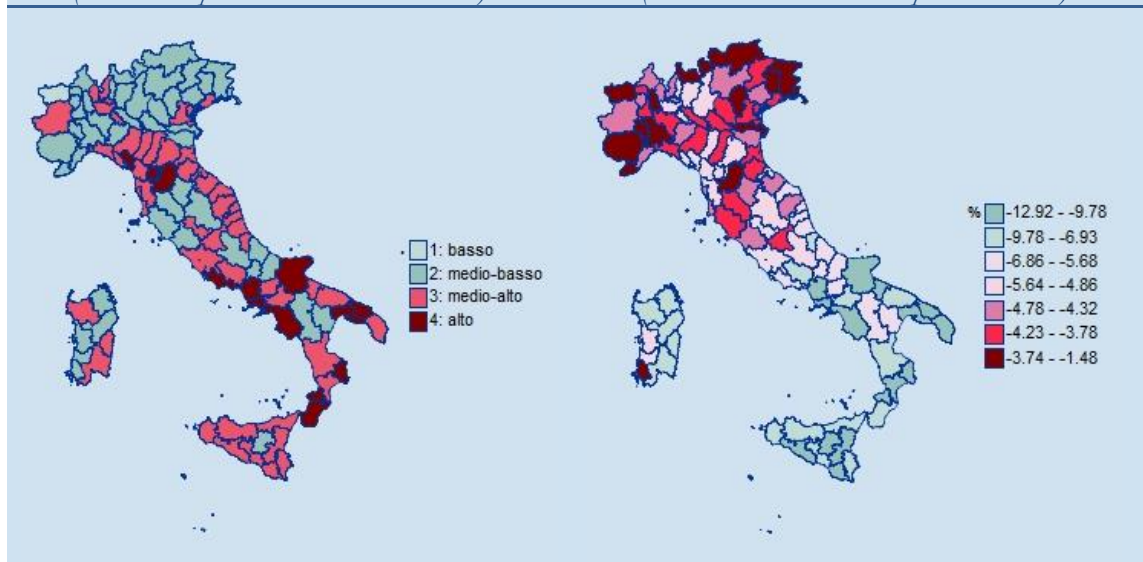 1: basso
2: medio-basso
3: medio-alto
4: alto
%
-12.92 - -9.78
-9.78 - -6.93
-6.86 - -5.68
-5.64 - -4.86
-4.78 - -4.32
-4.23 - -3.78
-3.74 - -1.48